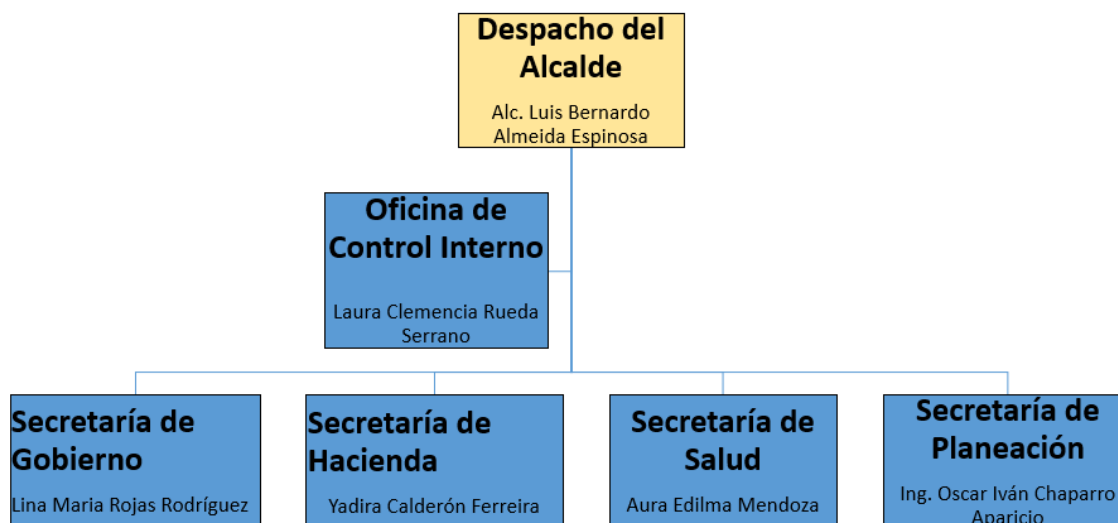 Despacho del
Alcalde
Alc. Luis Bernardo
Almeida Espinosa
Oficina de
Control Interno
Laura Clemencia Rueda
Serrano
Secretaría de
Gobierno
Lina Maria Rojas Rodríguez
Secretaría de
Hacienda
Yadira Calderón Ferreira
Secretaría de
Salud
Aura Edilma Mendoza
Secretaría de
Planeación
Ing. Oscar Iván Chaparro
Aparicio